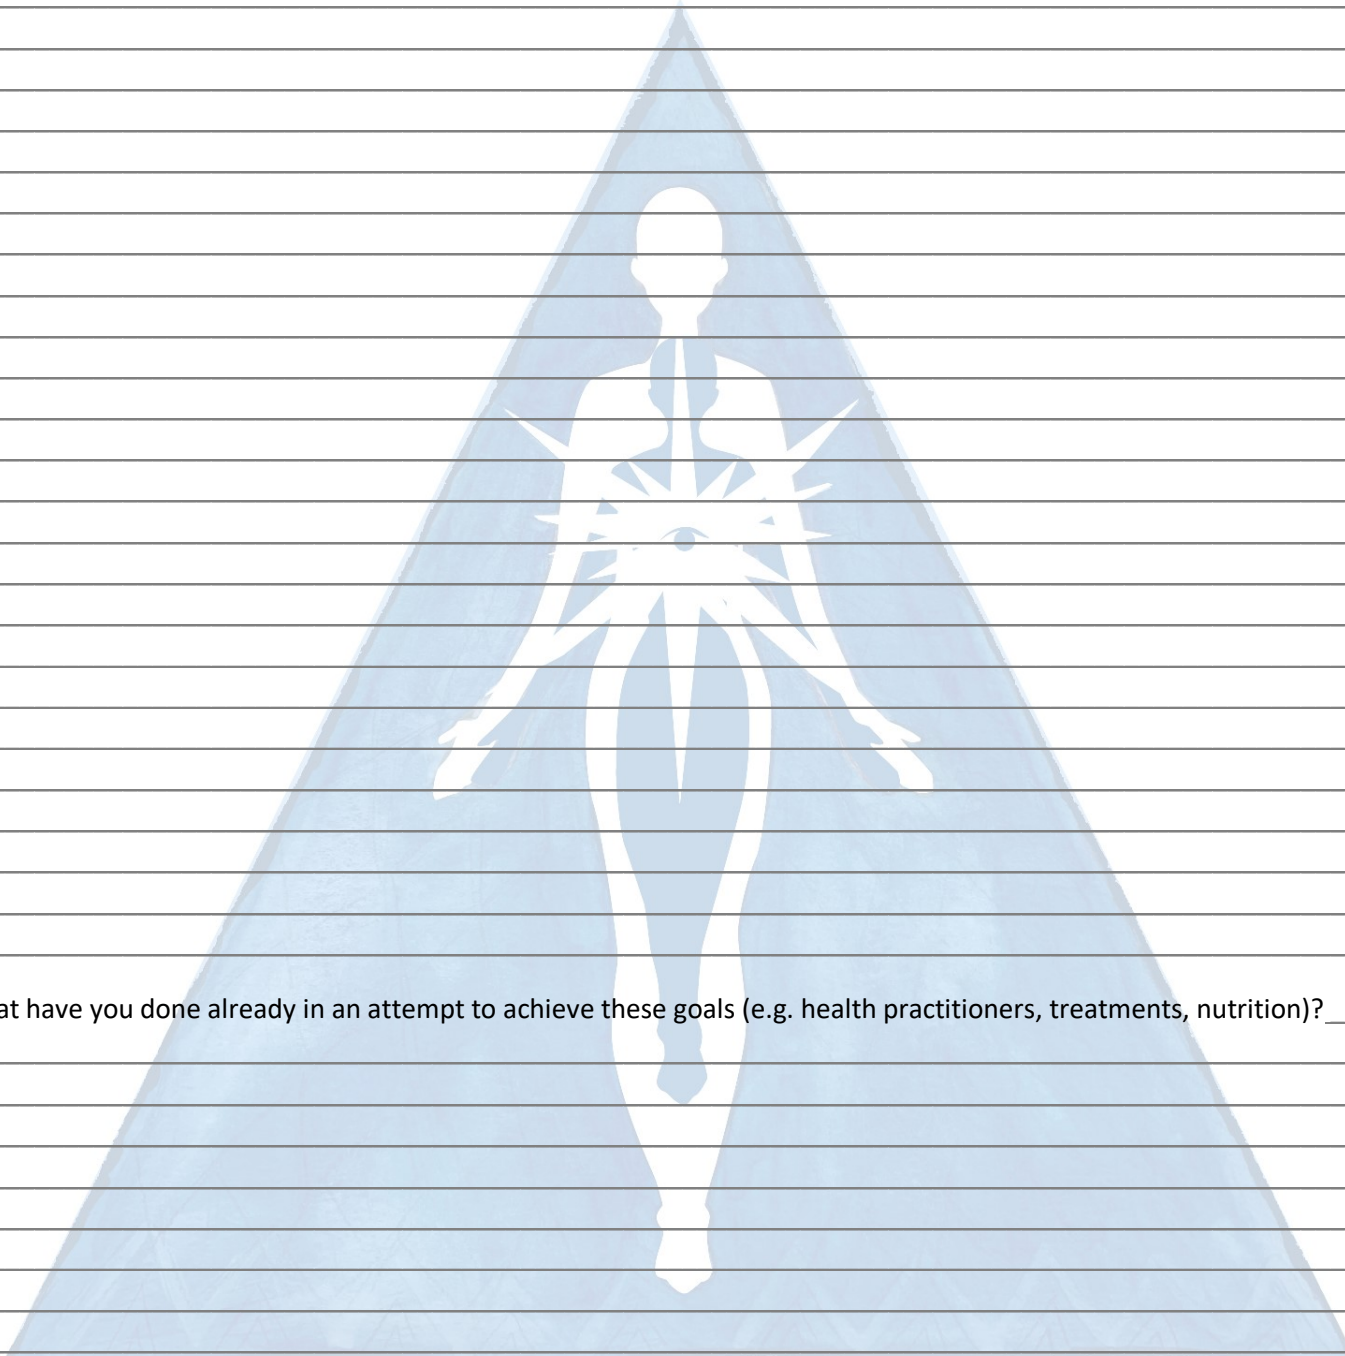 at have you done already in an attempt to achieve these goals (e.g. health practitioners, treatments, nutrition)?_